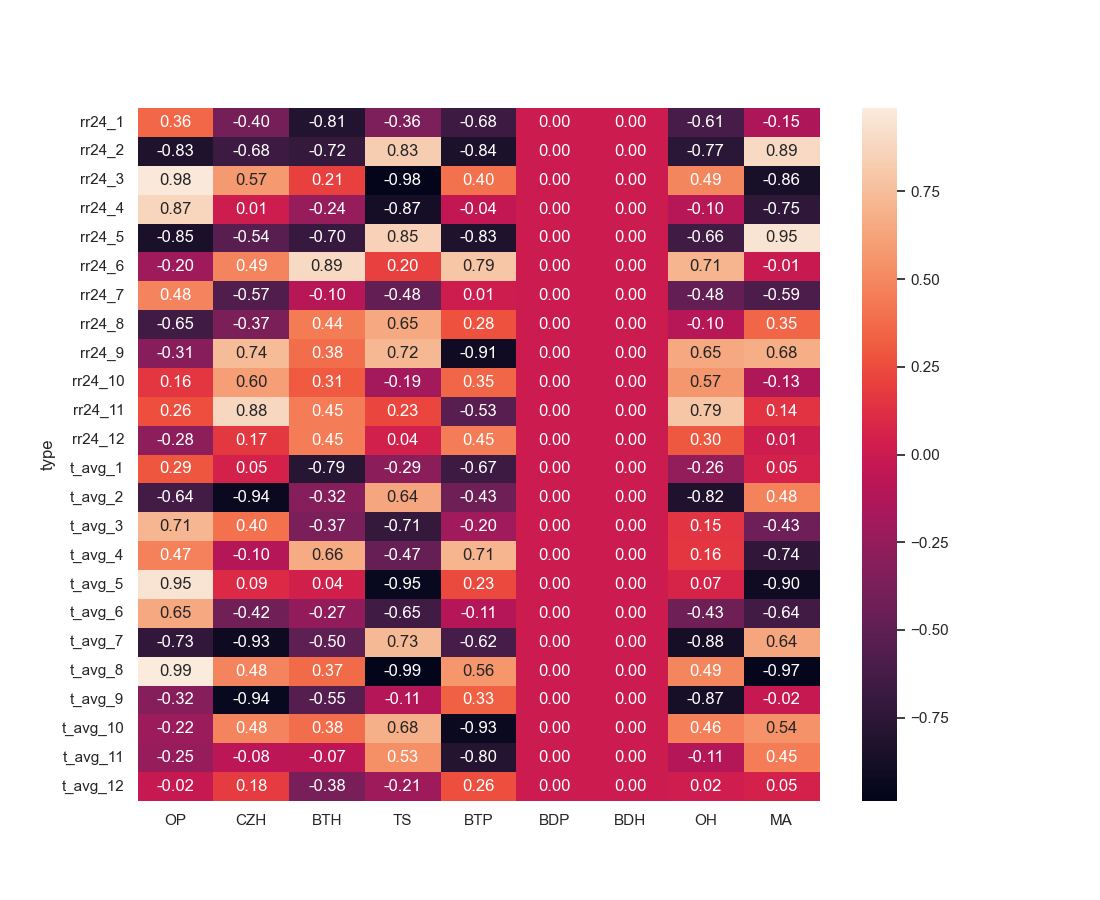 rr24_1 0.36 -0.40 -0.81 -0.36 -0.68 0.00 0.00 -0.61 -0.15
rr24_2 -0.83 -0.68 -0.72 0.83 -0.84 0.00 0.00 -0.77 0.89
rr24_3 0.98 0.57 0.21 -0.98 0.40 0.00 0.00 0.49 -0.86
rr24_4 0.87 0.01 -0.24 -0.87 -0.04 0.00 0.00 -0.10 -0.75
rr24_5 -0.85 -0.54 -0.70 0.85 -0.83 0.00 0.00 -0.66 0.95
rr24_6 -0.20 0.49 0.89 0.20 0.79 0.00 0.00 0.71 -0.01
rr24_7 0.48 -0.57 -0.10 -0.48 0.01 0.00 0.00 -0.48 -0.59
rr24_8 -0.65 -0.37 0.44 0.65 0.28 0.00 0.00 -0.10 0.35
rr24_9 -0.31 0.74 0.38 0.72 -0.91 0.00 0.00 0.65 0.68
rr24_10 0.16 0.60 0.31 -0.19 0.35 0.00 0.00 0.57 -0.13
rr24_11 0.26 0.88 0.45 0.23 -0.53 0.00 0.00 0.79 0.14
rr24_12 -0.28 0.17 0.45 0.04 0.45 0.00 0.00 0.30 0.01
t_avg_1 0.29 0.05 -0.79 -0.29 -0.67 0.00 0.00 -0.26 0.05
t_avg_2 -0.64 -0.94 -0.32 0.64 -0.43 0.00 0.00 -0.82 0.48
t_avg_3 0.71 0.40 -0.37 -0.71 -0.20 0.00 0.00 0.15 -0.43
t_avg_4 0.47 -0.10 0.66 -0.47 0.71 0.00 0.00 0.16 -0.74
t_avg_5 0.95 0.09 0.04 -0.95 0.23 0.00 0.00 0.07 -0.90
t_avg_6 0.65 -0.42 -0.27 -0.65 -0.11 0.00 0.00 -0.43 -0.64
t_avg_7 -0.73 -0.93 -0.50 0.73 -0.62 0.00 0.00 -0.88 0.64
t_avg_8 0.99 0.48 0.37 -0.99 0.56 0.00 0.00 0.49 -0.97
t_avg_9 -0.32 -0.94 -0.55 -0.11 0.33 0.00 0.00 -0.87 -0.02
t_avg_10 -0.22 0.48 0.38 0.68 -0.93 0.00 0.00 0.46 0.54
t_avg_11 -0.25 -0.08 -0.07 0.53 -0.80 0.00 0.00 -0.11 0.45
t_avg_12 -0.02 0.18 -0.38 -0.21 0.26 0.00 0.00 0.02 0.05
OP CZH BTH TS BTP BDP BDH OH MA
type
0.75
0.50
0.25
0.00
−0.25
−0.50
−0.75